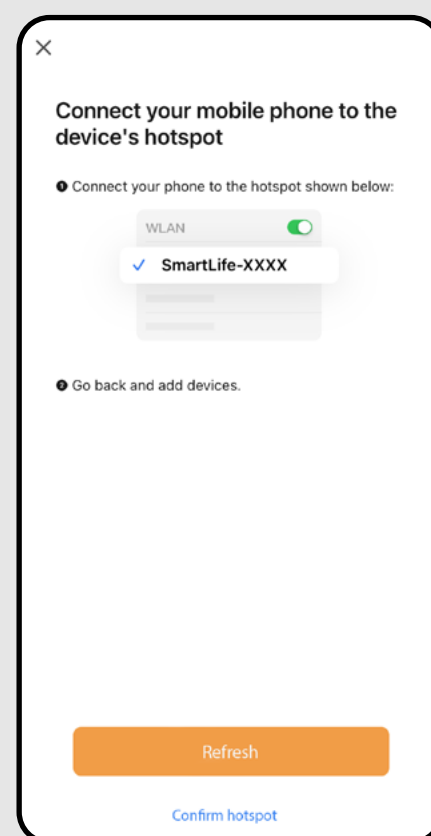 Connect your mobile phone to the
device's hotspot
❶ Connect your phone to the hotspot shown below:
WLAN
✓ SmartLife-XXXX
❷ Go back and add devices.
Refresh
Confirm hotspot